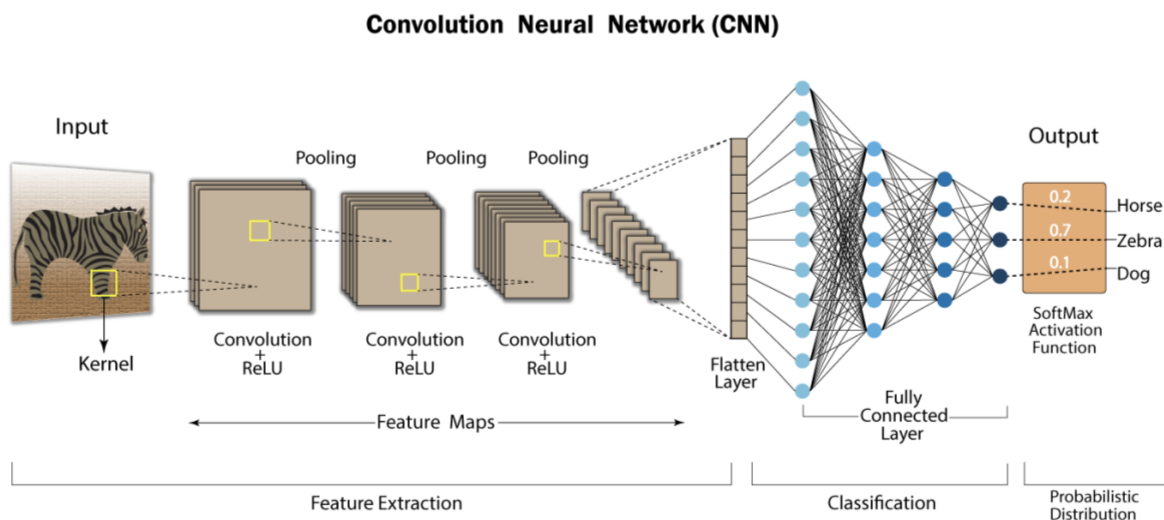 Convolution Neural Network (CNN)
Input
Kernel
Pooling
Pooling
Pooling
Convolution
+
ReLU
Convolution
+
ReLU
Convolution
+
ReLU
Feature Maps
Flatten
Layer
Fully
Connected
Layer
Output
0.2
Horse
0.7
Zebra
0.1
Dog
SoftMax
Activation
Function
Feature Extraction
Classification
Probabilistic
Distribution